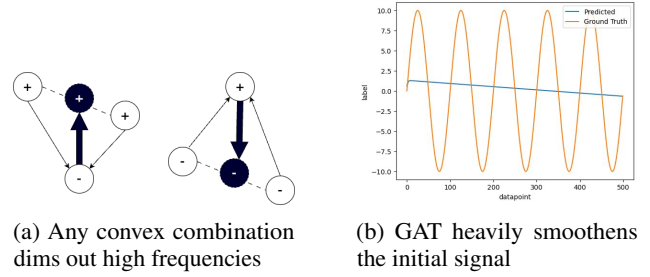 +
+
+
-
+
-
-
-
10.0
7.5
5.0
2.5
0.0
−2.5
−5.0
−7.5
−10.0
label
Predicted
Ground Truth
0 100 200 300 400 500
datapoint
(a) Any convex combination
dims out high frequencies
(b) GAT heavily smoothens
the initial signal